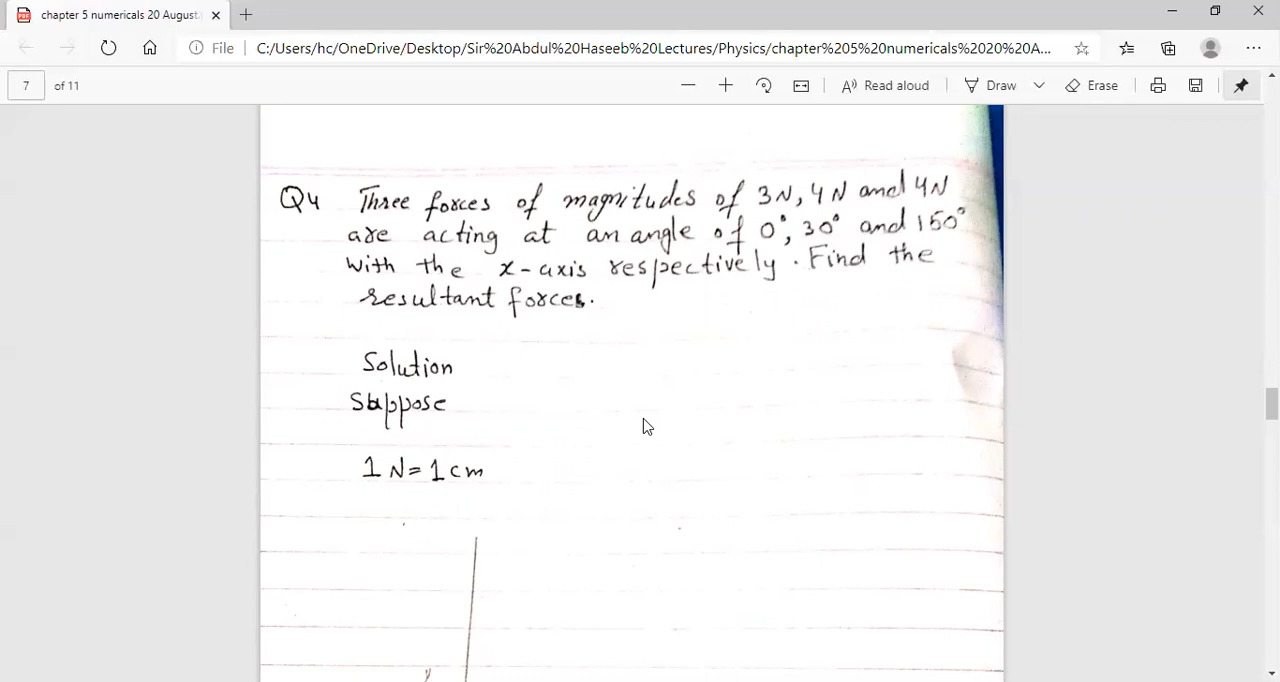 chapter 5 numericals 20 August.
File C:/Users/hc/OneDrive/Desktop/Sir%20Abdul%20Haseeb%20Lectures/Physics/chapter%205%20numericals%2020%20A...
7 of 11 Read aloud Draw Erase
Q4 Three forces of magnitudes of 3N, 4N and 4N
are acting at an angle of 0°, 30° and 150°
with the x-axis respectively. Find the
resultant forces.
Solution
Suppose
1 N = 1 cm
y